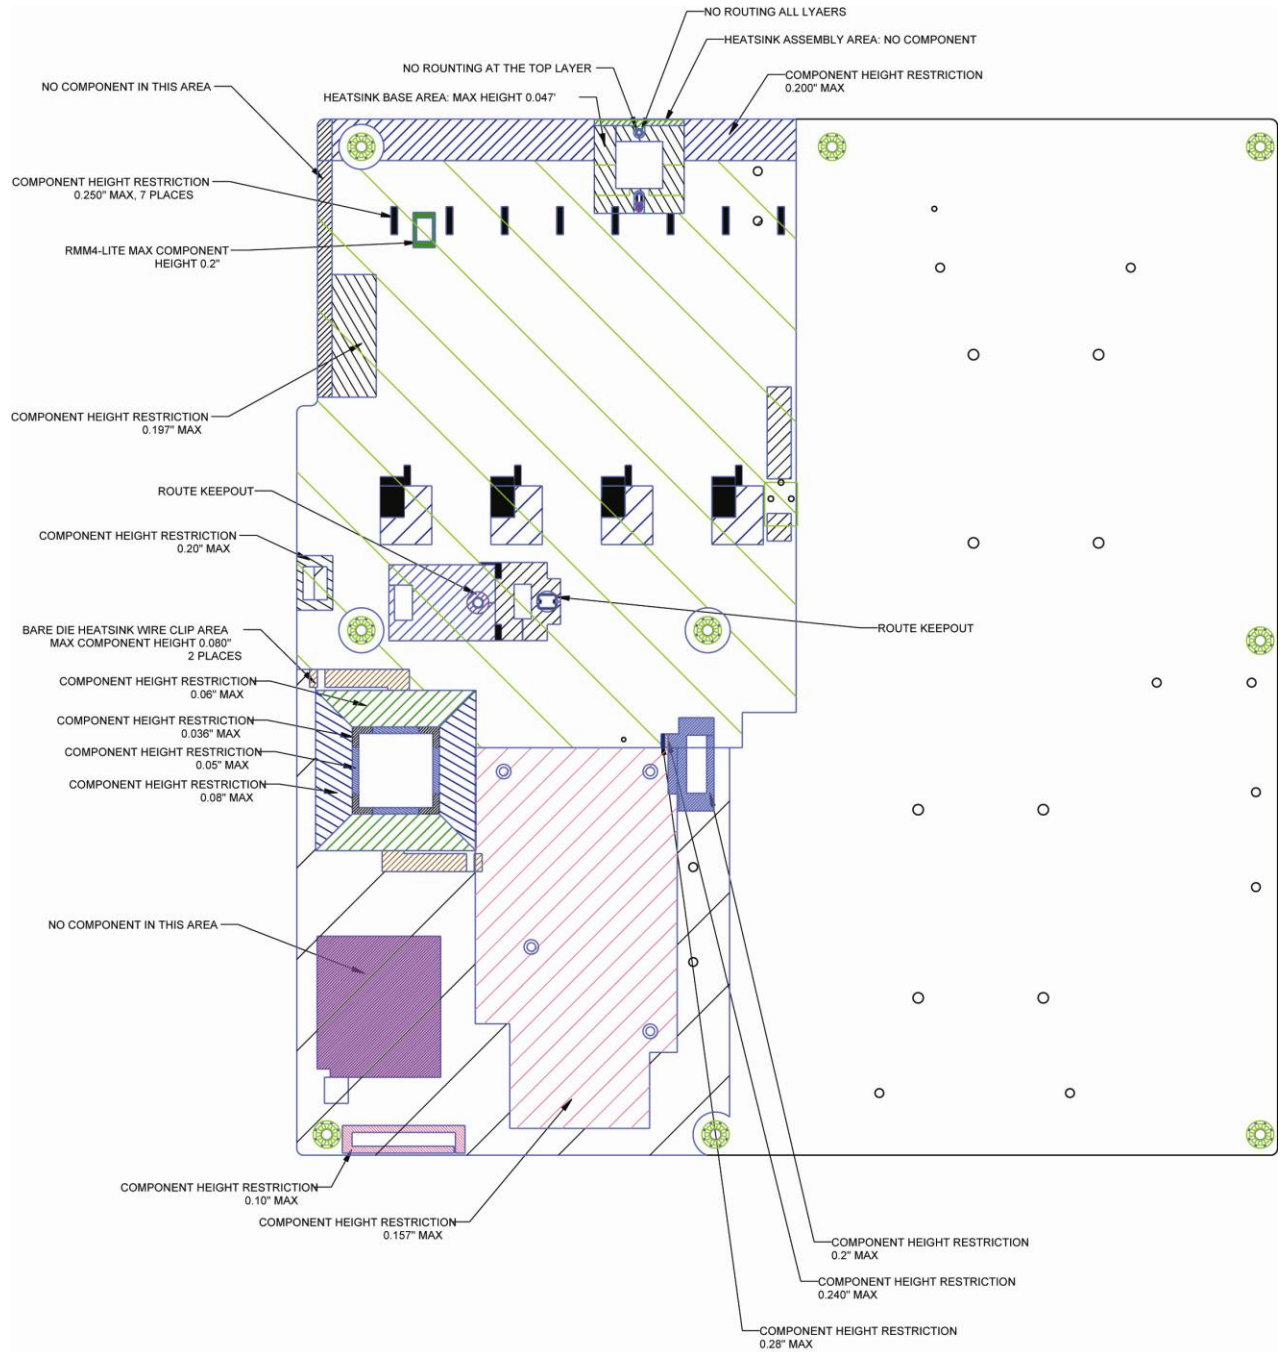 NO ROUTING ALL LYAERS
HEATSINK ASSEMBLY AREA: NO COMPONENT
NO ROUNTING AT THE TOP LAYER
COMPONENT HEIGHT RESTRICTION
0.200" MAX
NO COMPONENT IN THIS AREA
HEATSINK BASE AREA: MAX HEIGHT 0.047'
COMPONENT HEIGHT RESTRICTION
0.250" MAX, 7 PLACES
RMM4-LITE MAX COMPONENT
HEIGHT 0.2"
COMPONENT HEIGHT RESTRICTION
0.197" MAX
ROUTE KEEPOUT
COMPONENT HEIGHT RESTRICTION
0.20" MAX
ROUTE KEEPOUT
BARE DIE HEATSINK WIRE CLIP AREA
MAX COMPONENT HEIGHT 0.080"
2 PLACES
COMPONENT HEIGHT RESTRICTION
0.06" MAX
COMPONENT HEIGHT RESTRICTION
0.036" MAX
COMPONENT HEIGHT RESTRICTION
0.05" MAX
COMPONENT HEIGHT RESTRICTION
0.08" MAX
NO COMPONENT IN THIS AREA
COMPONENT HEIGHT RESTRICTION
0.10" MAX
COMPONENT HEIGHT RESTRICTION
0.157" MAX
COMPONENT HEIGHT RESTRICTION
0.2" MAX
COMPONENT HEIGHT RESTRICTION
0.240" MAX
COMPONENT HEIGHT RESTRICTION
0.28" MAX